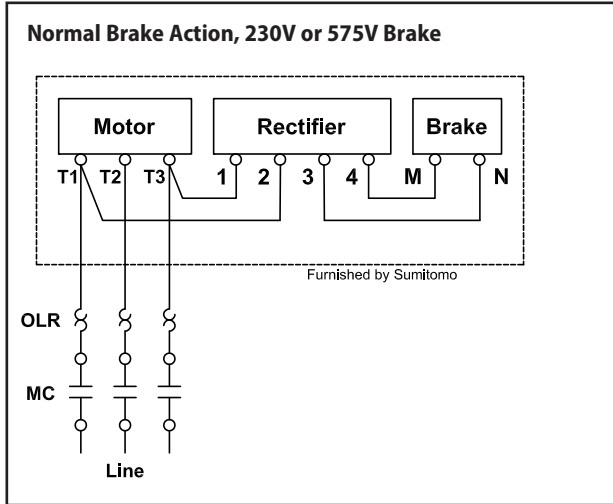 Normal Brake Action, 230V or 575V Brake
Motor Rectifier Brake
T1 T2 T3 1 2 3 4 M N
Furnished by Sumitomo
OLR
MC
Line